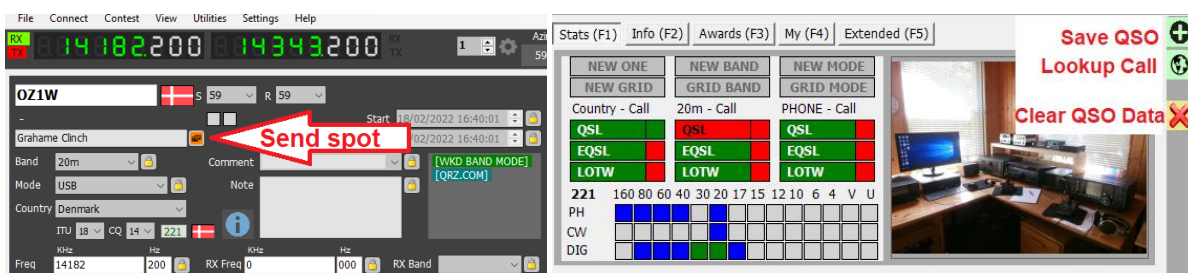 File Connect Contest View Utilities Settings Help
RX 14182.200 14343.200 RX 1 Azi
TX TX 59
OZ1W S 59 R 59
- Start 18/02/2022 16:40:01
Grahame Clinch Send spot /02/2022 16:40:01
Band 20m Comment [WKD BAND MODE]
[QRZ.COM]
Mode USB Note
Country Denmark
ITU 18 CQ 14 221
KHz Hz KHz Hz
Freq 14182 200 RX Freq 0 000 RX Band
Stats (F1) Info (F2) Awards (F3) My (F4) Extended (F5)
Save QSO
Lookup Call
Clear QSO Data
NEW ONE NEW BAND NEW MODE
NEW GRID GRID BAND GRID MODE
Country - Call 20m - Call PHONE - Call
QSL QSL QSL
EQSL EQSL EQSL
LOTW LOTW LOTW
221 160 80 60 40 30 20 17 15 12 10 6 4 V U
PH
CW
DIG